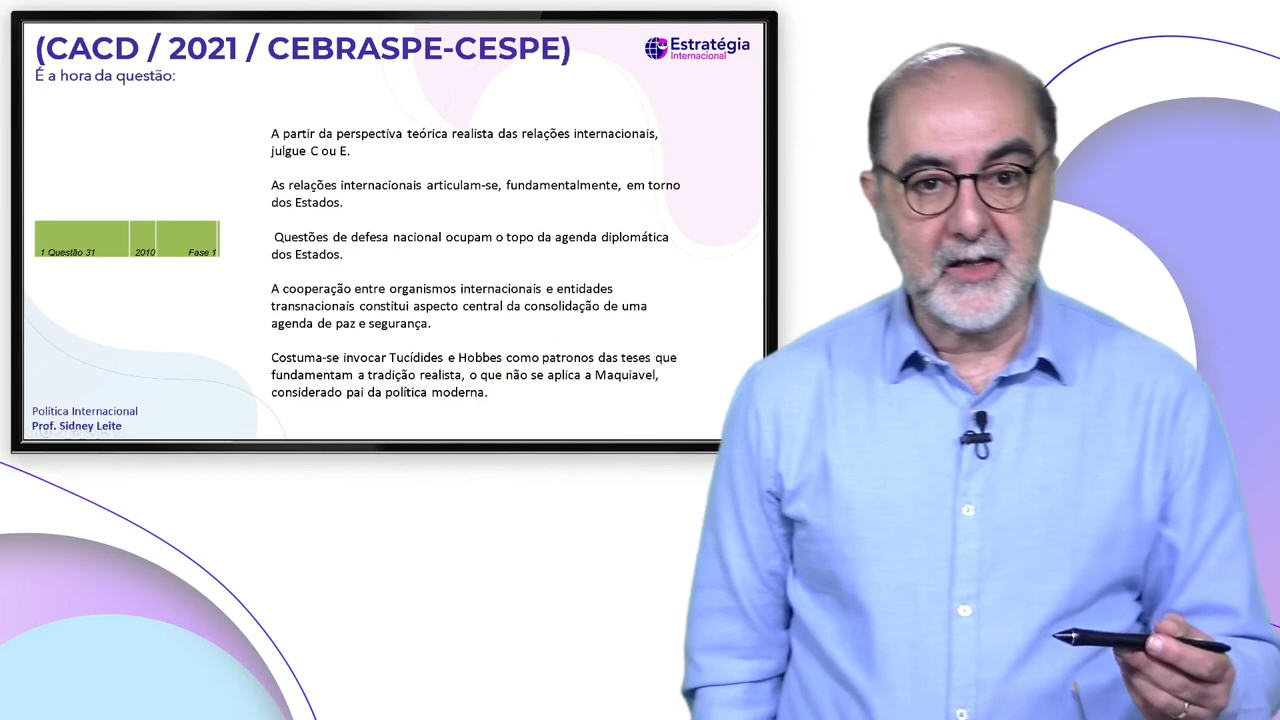 (CACD / 2021 / CEBRASPE-CESPE)
Estratégia
Internacional
É a hora da questão:
A partir da perspectiva teórica realista das relações internacionais,
julgue C ou E.
As relações internacionais articulam-se, fundamentalmente, em torno
dos Estados.
Questões de defesa nacional ocupam o topo da agenda diplomática
dos Estados.
1 Questão 31 2010 Fase 1
A cooperação entre organismos internacionais e entidades
transnacionais constitui aspecto central da consolidação de uma
agenda de paz e segurança.
Costuma-se invocar Tucídides e Hobbes como patronos das teses que
fundamentam a tradição realista, o que não se aplica a Maquiavel,
considerado pai da política moderna.
Política Internacional
Prof. Sidney Leite